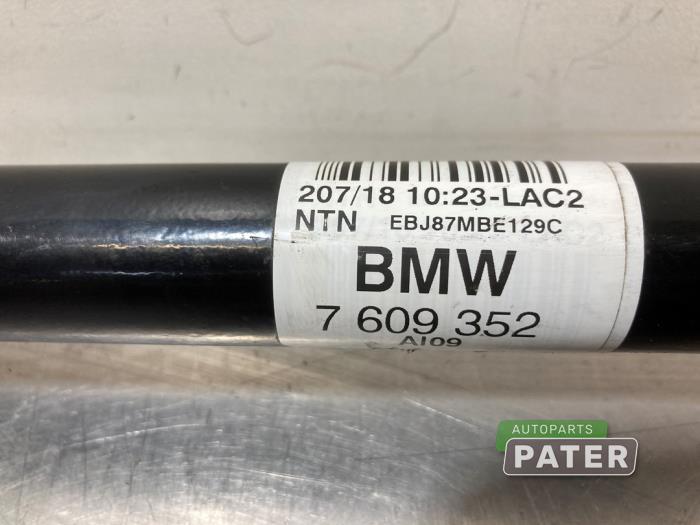 207/18 10:23-LAC2
NTN EBJ87MBE129C
BMW
7 609 352
AI09
AUTOPARTS
PATER